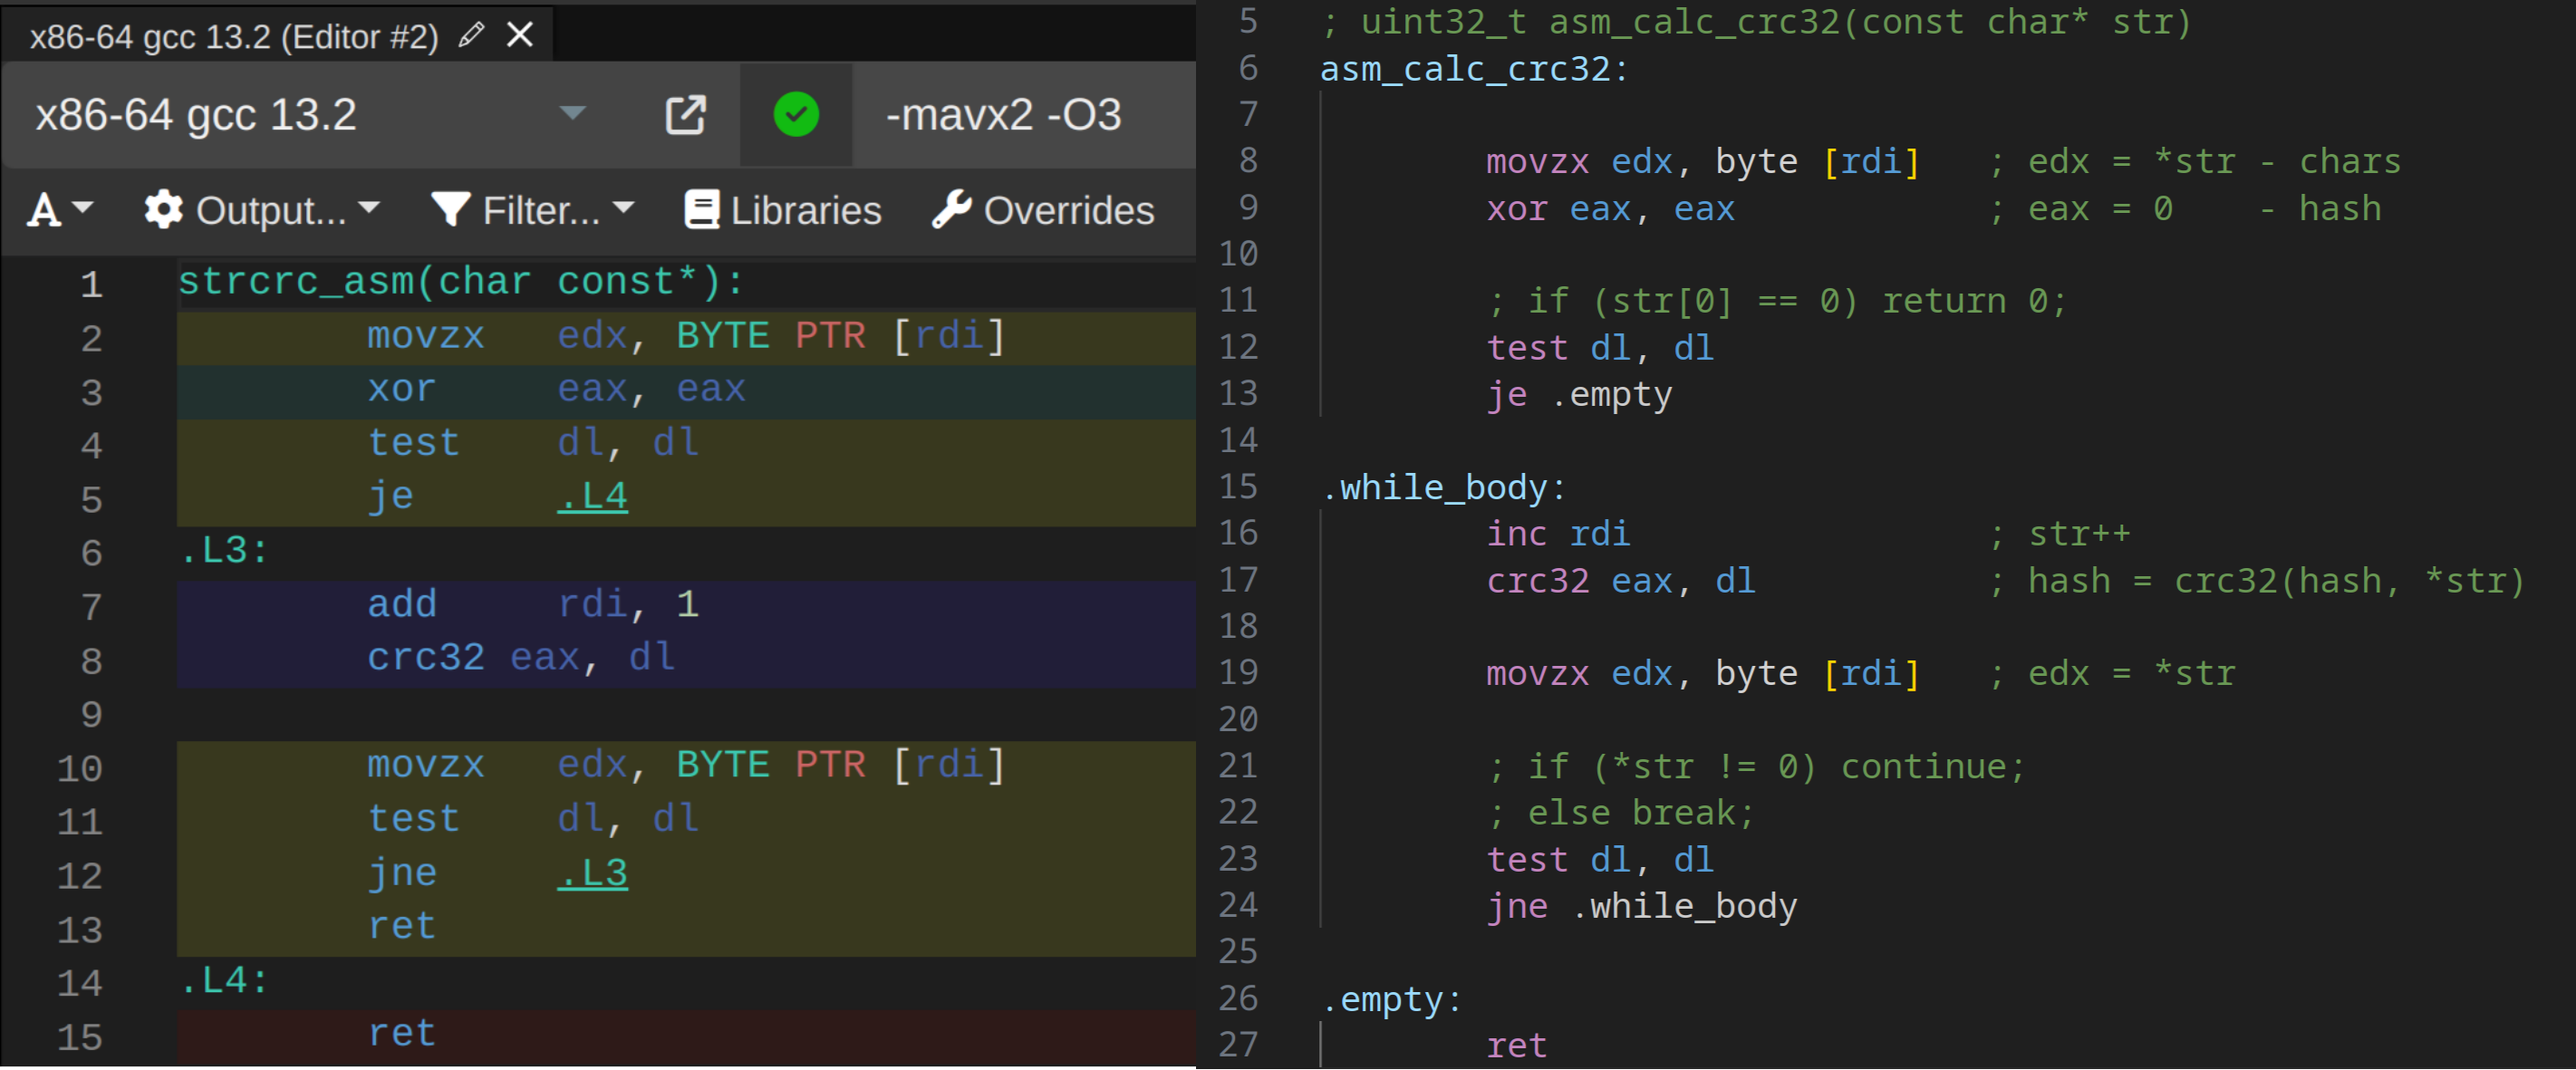 x86-64 gcc 13.2 (Editor #2)
x86-64 gcc 13.2 -mavx2 -O3
A Output... Filter... Libraries Overrides
1 strcrc_asm(char const*):
2 movzx edx, BYTE PTR [rdi]
3 xor eax, eax
4 test dl, dl
5 je .L4
6 .L3:
7 add rdi, 1
8 crc32 eax, dl
9
10 movzx edx, BYTE PTR [rdi]
11 test dl, dl
12 jne .L3
13 ret
14 .L4:
15 ret
5 ; uint32_t asm_calc_crc32(const char* str)
6 asm_calc_crc32:
7
8 movzx edx, byte [rdi] ; edx = *str - chars
9 xor eax, eax ; eax = 0 - hash
10
11 ; if (str[0] == 0) return 0;
12 test dl, dl
13 je .empty
14
15 .while_body:
16 inc rdi ; str++
17 crc32 eax, dl ; hash = crc32(hash, *str)
18
19 movzx edx, byte [rdi] ; edx = *str
20
21 ; if (*str != 0) continue;
22 ; else break;
23 test dl, dl
24 jne .while_body
25
26 .empty:
27 ret